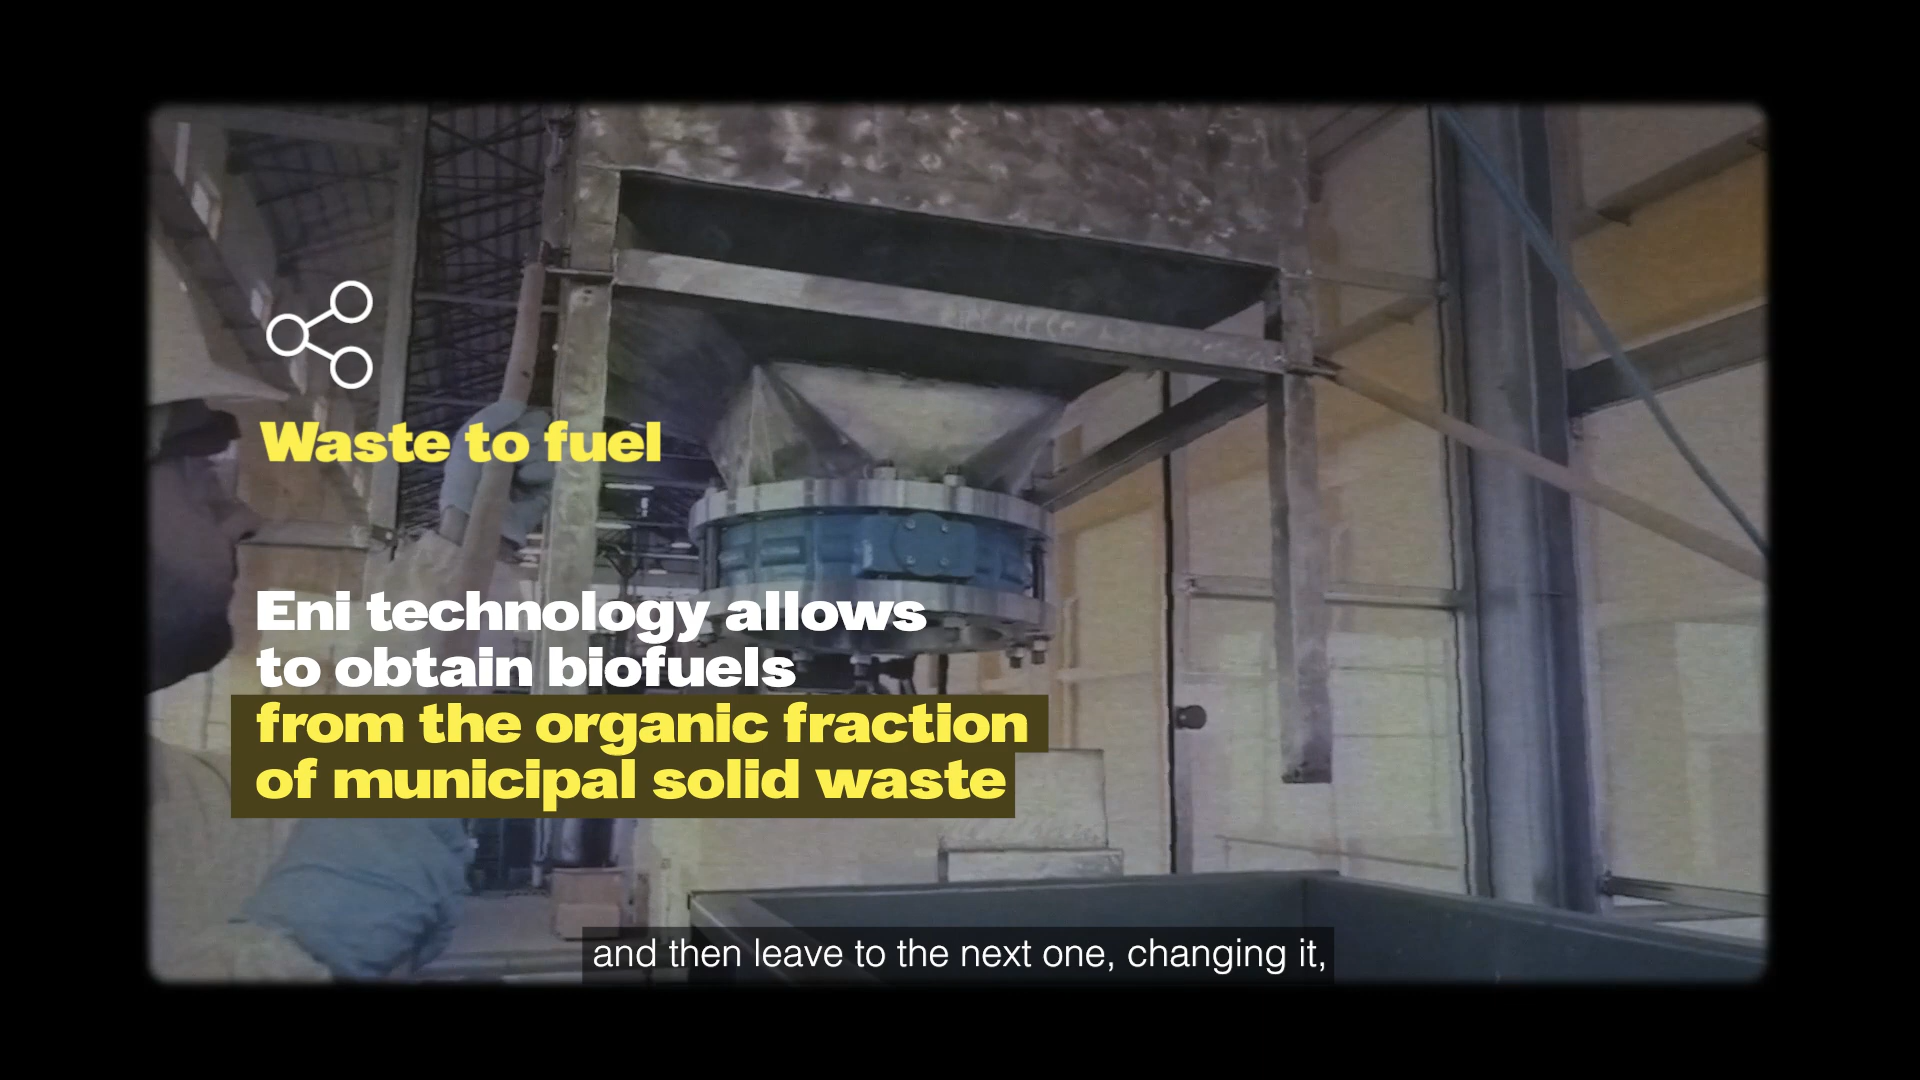 Waste to fuel
Eni technology allows
to obtain biofuels
from the organic fraction
of municipal solid waste
and then leave to the next one, changing it,